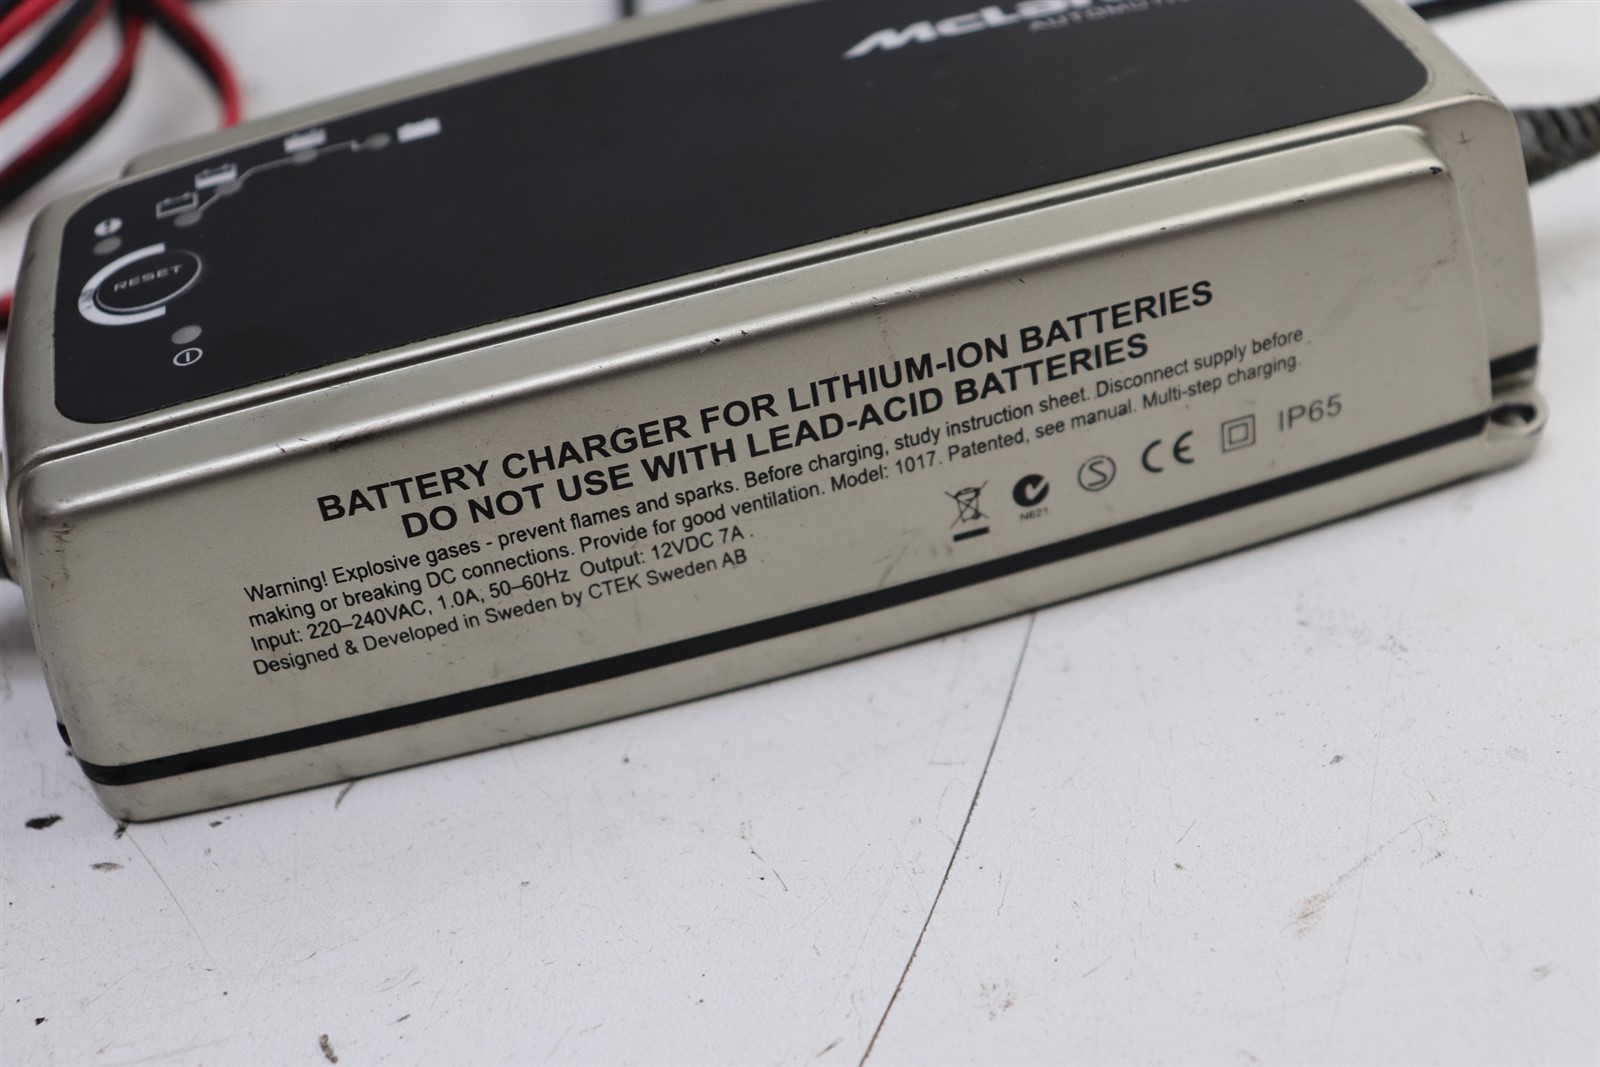 McLaren
AUTOMOTIVE
RESET
BATTERY CHARGER FOR LITHIUM-ION BATTERIES
DO NOT USE WITH LEAD-ACID BATTERIES
Warning! Explosive gases - prevent flames and sparks. Before charging, study instruction sheet. Disconnect supply before
making or breaking DC connections. Provide for good ventilation. Model: 1017. Patented, see manual. Multi-step charging.
Input: 220–240VAC, 1.0A, 50–60Hz Output: 12VDC 7A .
Designed & Developed in Sweden by CTEK Sweden AB
N621
S
CE
IP65